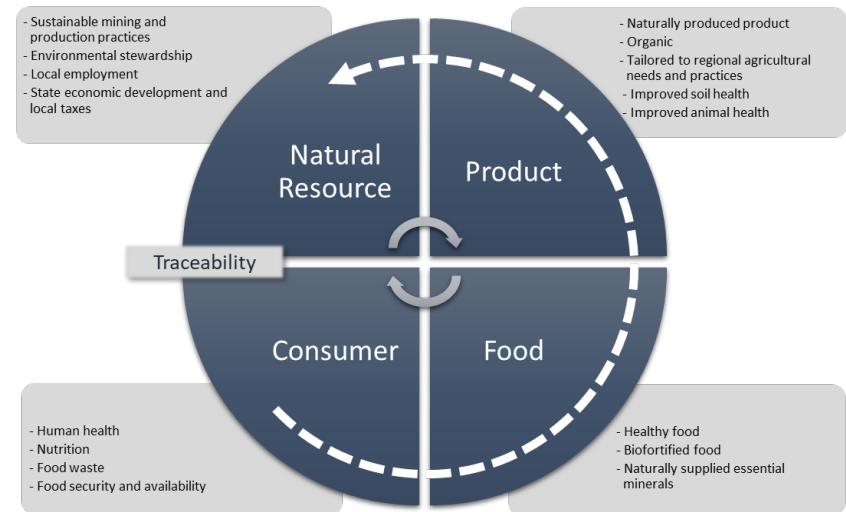 - Sustainable mining and
production practices
- Environmental stewardship
- Local employment
- State economic development and
local taxes
- Naturally produced product
- Organic
- Tailored to regional agricultural
needs and practices
- Improved soil health
- Improved animal health
Natural
Resource
Product
Traceability
Consumer
Food
- Human health
- Nutrition
- Food waste
- Food security and availability
- Healthy food
- Biofortified food
- Naturally supplied essential
minerals